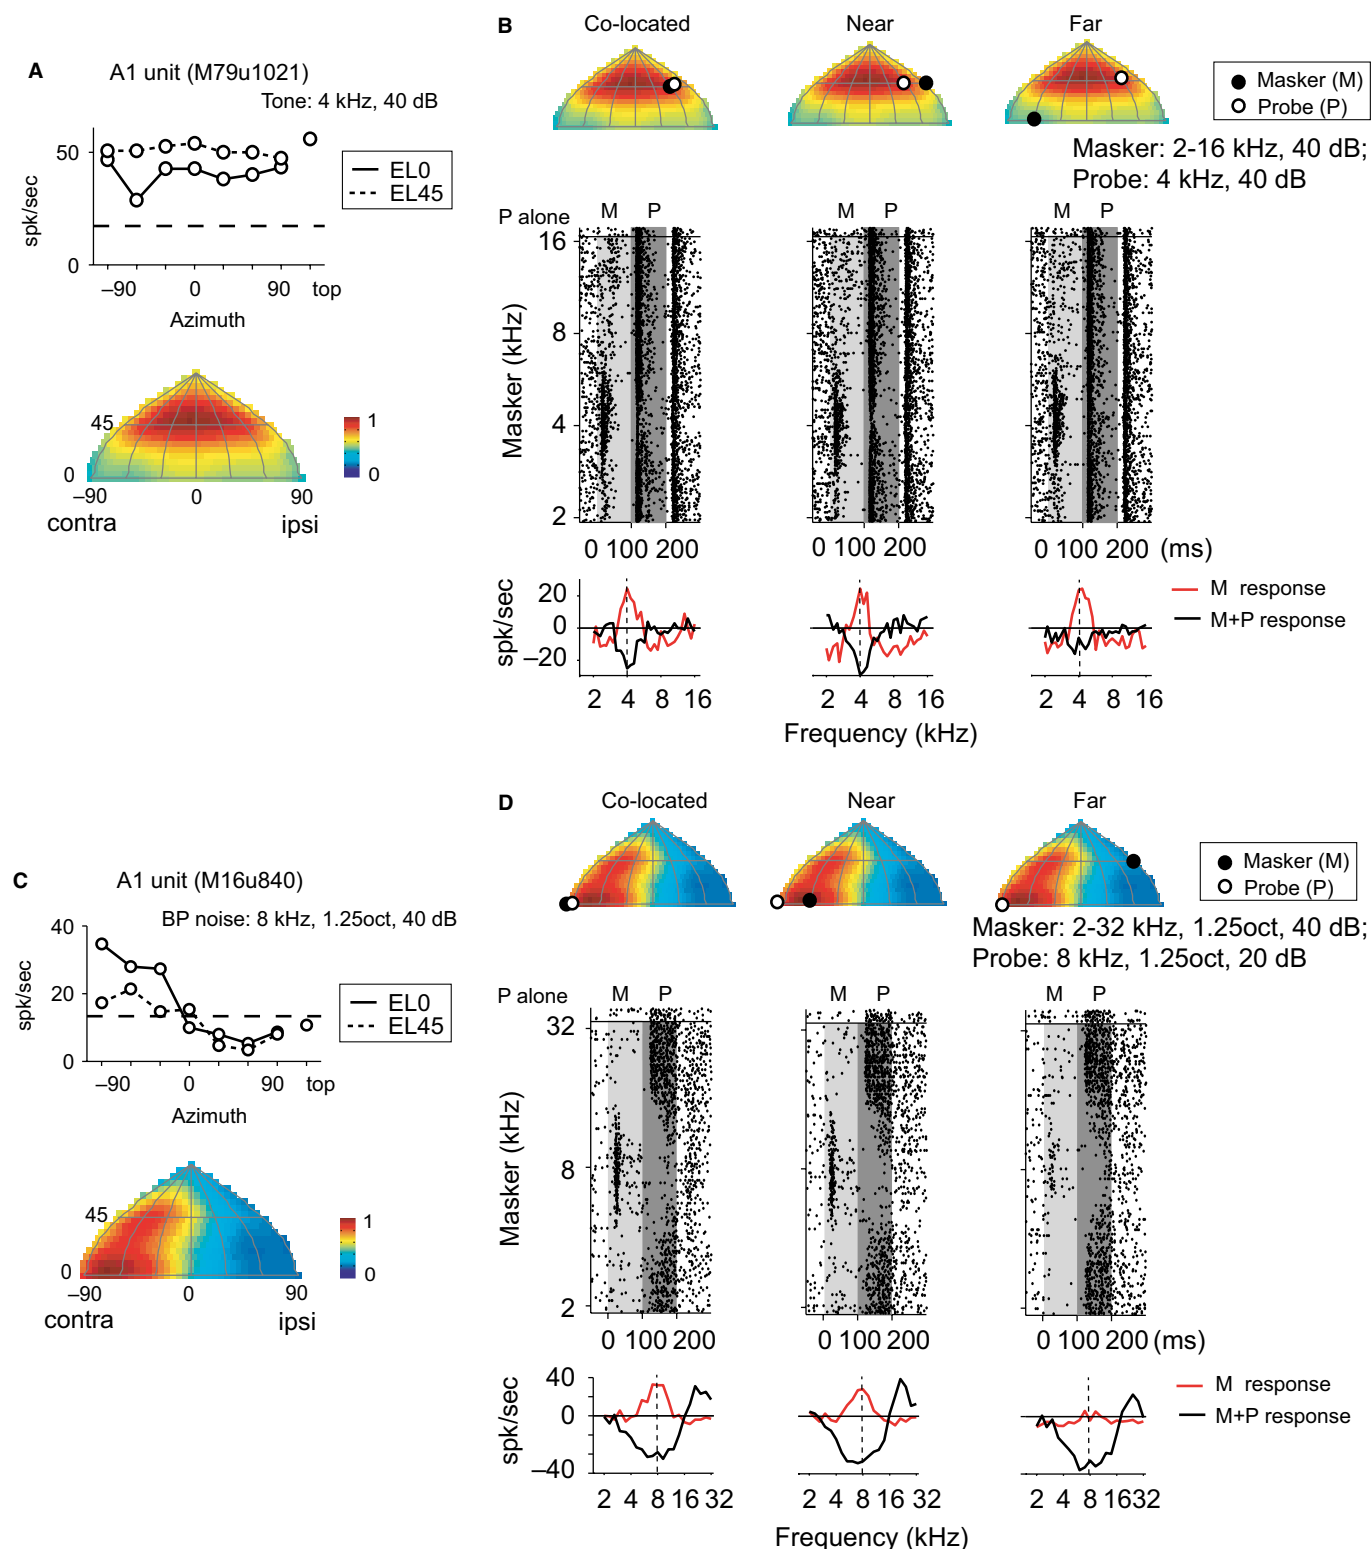 A
A1 unit (M79u1021)
Tone: 4 kHz, 40 dB
50
0
spk/sec
–90 0 90 top
Azimuth
EL0
EL45
45
0
–90 0 90
contra ipsi
1
0
B
Co-located Near Far
Masker (M)
Probe (P)
Masker: 2-16 kHz, 40 dB;
Probe: 4 kHz, 40 dB
P alone M P M P M P
16
8
4
2
Masker (kHz)
0 100 200 0 100 200 0 100 200 (ms)
20
0
–20
spk/sec
M response
M+P response
2 4 8 16 2 4 8 16 2 4 8 16
Frequency (kHz)
C
A1 unit (M16u840)
BP noise: 8 kHz, 1.25oct, 40 dB
40
20
0
spk/sec
–90 0 90 top
Azimuth
EL0
EL45
45
0
–90 0 90
contra ipsi
1
0
D
Co-located Near Far
Masker (M)
Probe (P)
Masker: 2-32 kHz, 1.25oct, 40 dB;
Probe: 8 kHz, 1.25oct, 20 dB
P alone M P M P M P
32
8
2
Masker (kHz)
0 100 200 0 100 200 0 100 200 (ms)
40
0
–40
spk/sec
M response
M+P response
2 4 8 16 32 2 4 8 16 32 2 4 8 16 32
Frequency (kHz)